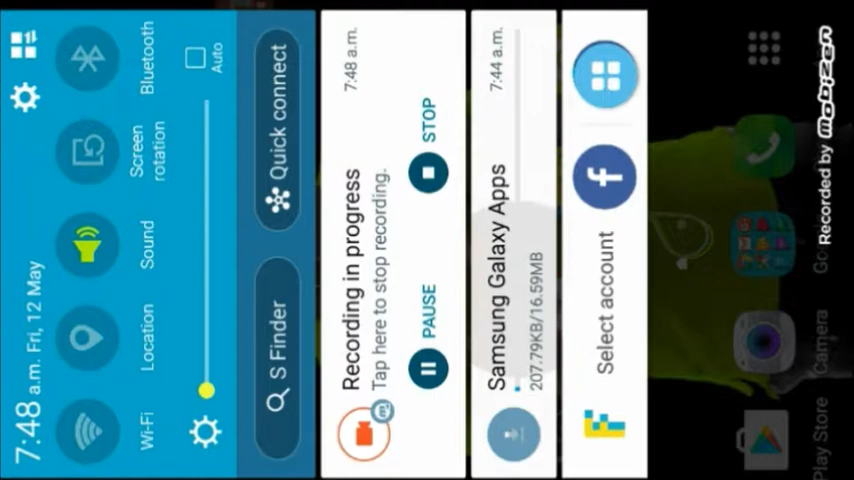 7:48 a.m. Fri, 12 May
Wi-Fi
Location
Sound
Screen rotation
Bluetooth
Auto
S Finder
Quick connect
Recording in progress
7:48 a.m.
Tap here to stop recording.
PAUSE
STOP
Samsung Galaxy Apps
7:44 a.m.
207.79KB/16.59MB
Select account
Play Store
Camera
Go
Recorded by mobizen